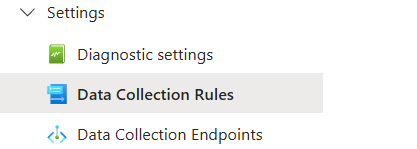 Settings
Diagnostic settings
Data Collection Rules
Data Collection Endpoints